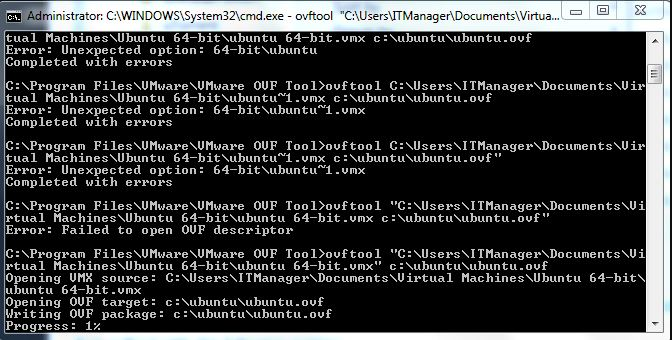 Administrator: C:\WINDOWS\System32\cmd.exe - ovftool "C:\Users\ITManager\Documents\Virtua...
tual Machines\Ubuntu 64-bit\ubuntu 64-bit.vmx c:\ubuntu\ubuntu.ovf
Error: Unexpected option: 64-bit\ubuntu
Completed with errors
C:\Program Files\VMware\VMware OVF Tool>ovftool C:\Users\ITManager\Documents\Vir
tual Machines\Ubuntu 64-bit\ubuntu~1.vmx c:\ubuntu\ubuntu.ovf
Error: Unexpected option: 64-bit\ubuntu~1.vmx
Completed with errors
C:\Program Files\VMware\VMware OVF Tool>ovftool C:\Users\ITManager\Documents\Vir
tual Machines\Ubuntu 64-bit\ubuntu~1.vmx c:\ubuntu\ubuntu.ovf"
Error: Unexpected option: 64-bit\ubuntu~1.vmx
Completed with errors
C:\Program Files\VMware\VMware OVF Tool>ovftool "C:\Users\ITManager\Documents\Vi
rtual Machines\Ubuntu 64-bit\ubuntu 64-bit.vmx c:\ubuntu\ubuntu.ovf"
Error: Failed to open OVF descriptor
C:\Program Files\VMware\VMware OVF Tool>ovftool "C:\Users\ITManager\Documents\Vi
rtual Machines\Ubuntu 64-bit\ubuntu 64-bit.vmx" c:\ubuntu\ubuntu.ovf
Opening VMX source: C:\Users\ITManager\Documents\Virtual Machines\Ubuntu 64-bit\
ubuntu 64-bit.vmx
Opening OVF target: c:\ubuntu\ubuntu.ovf
Writing OVF package: c:\ubuntu\ubuntu.ovf
Progress: 1%